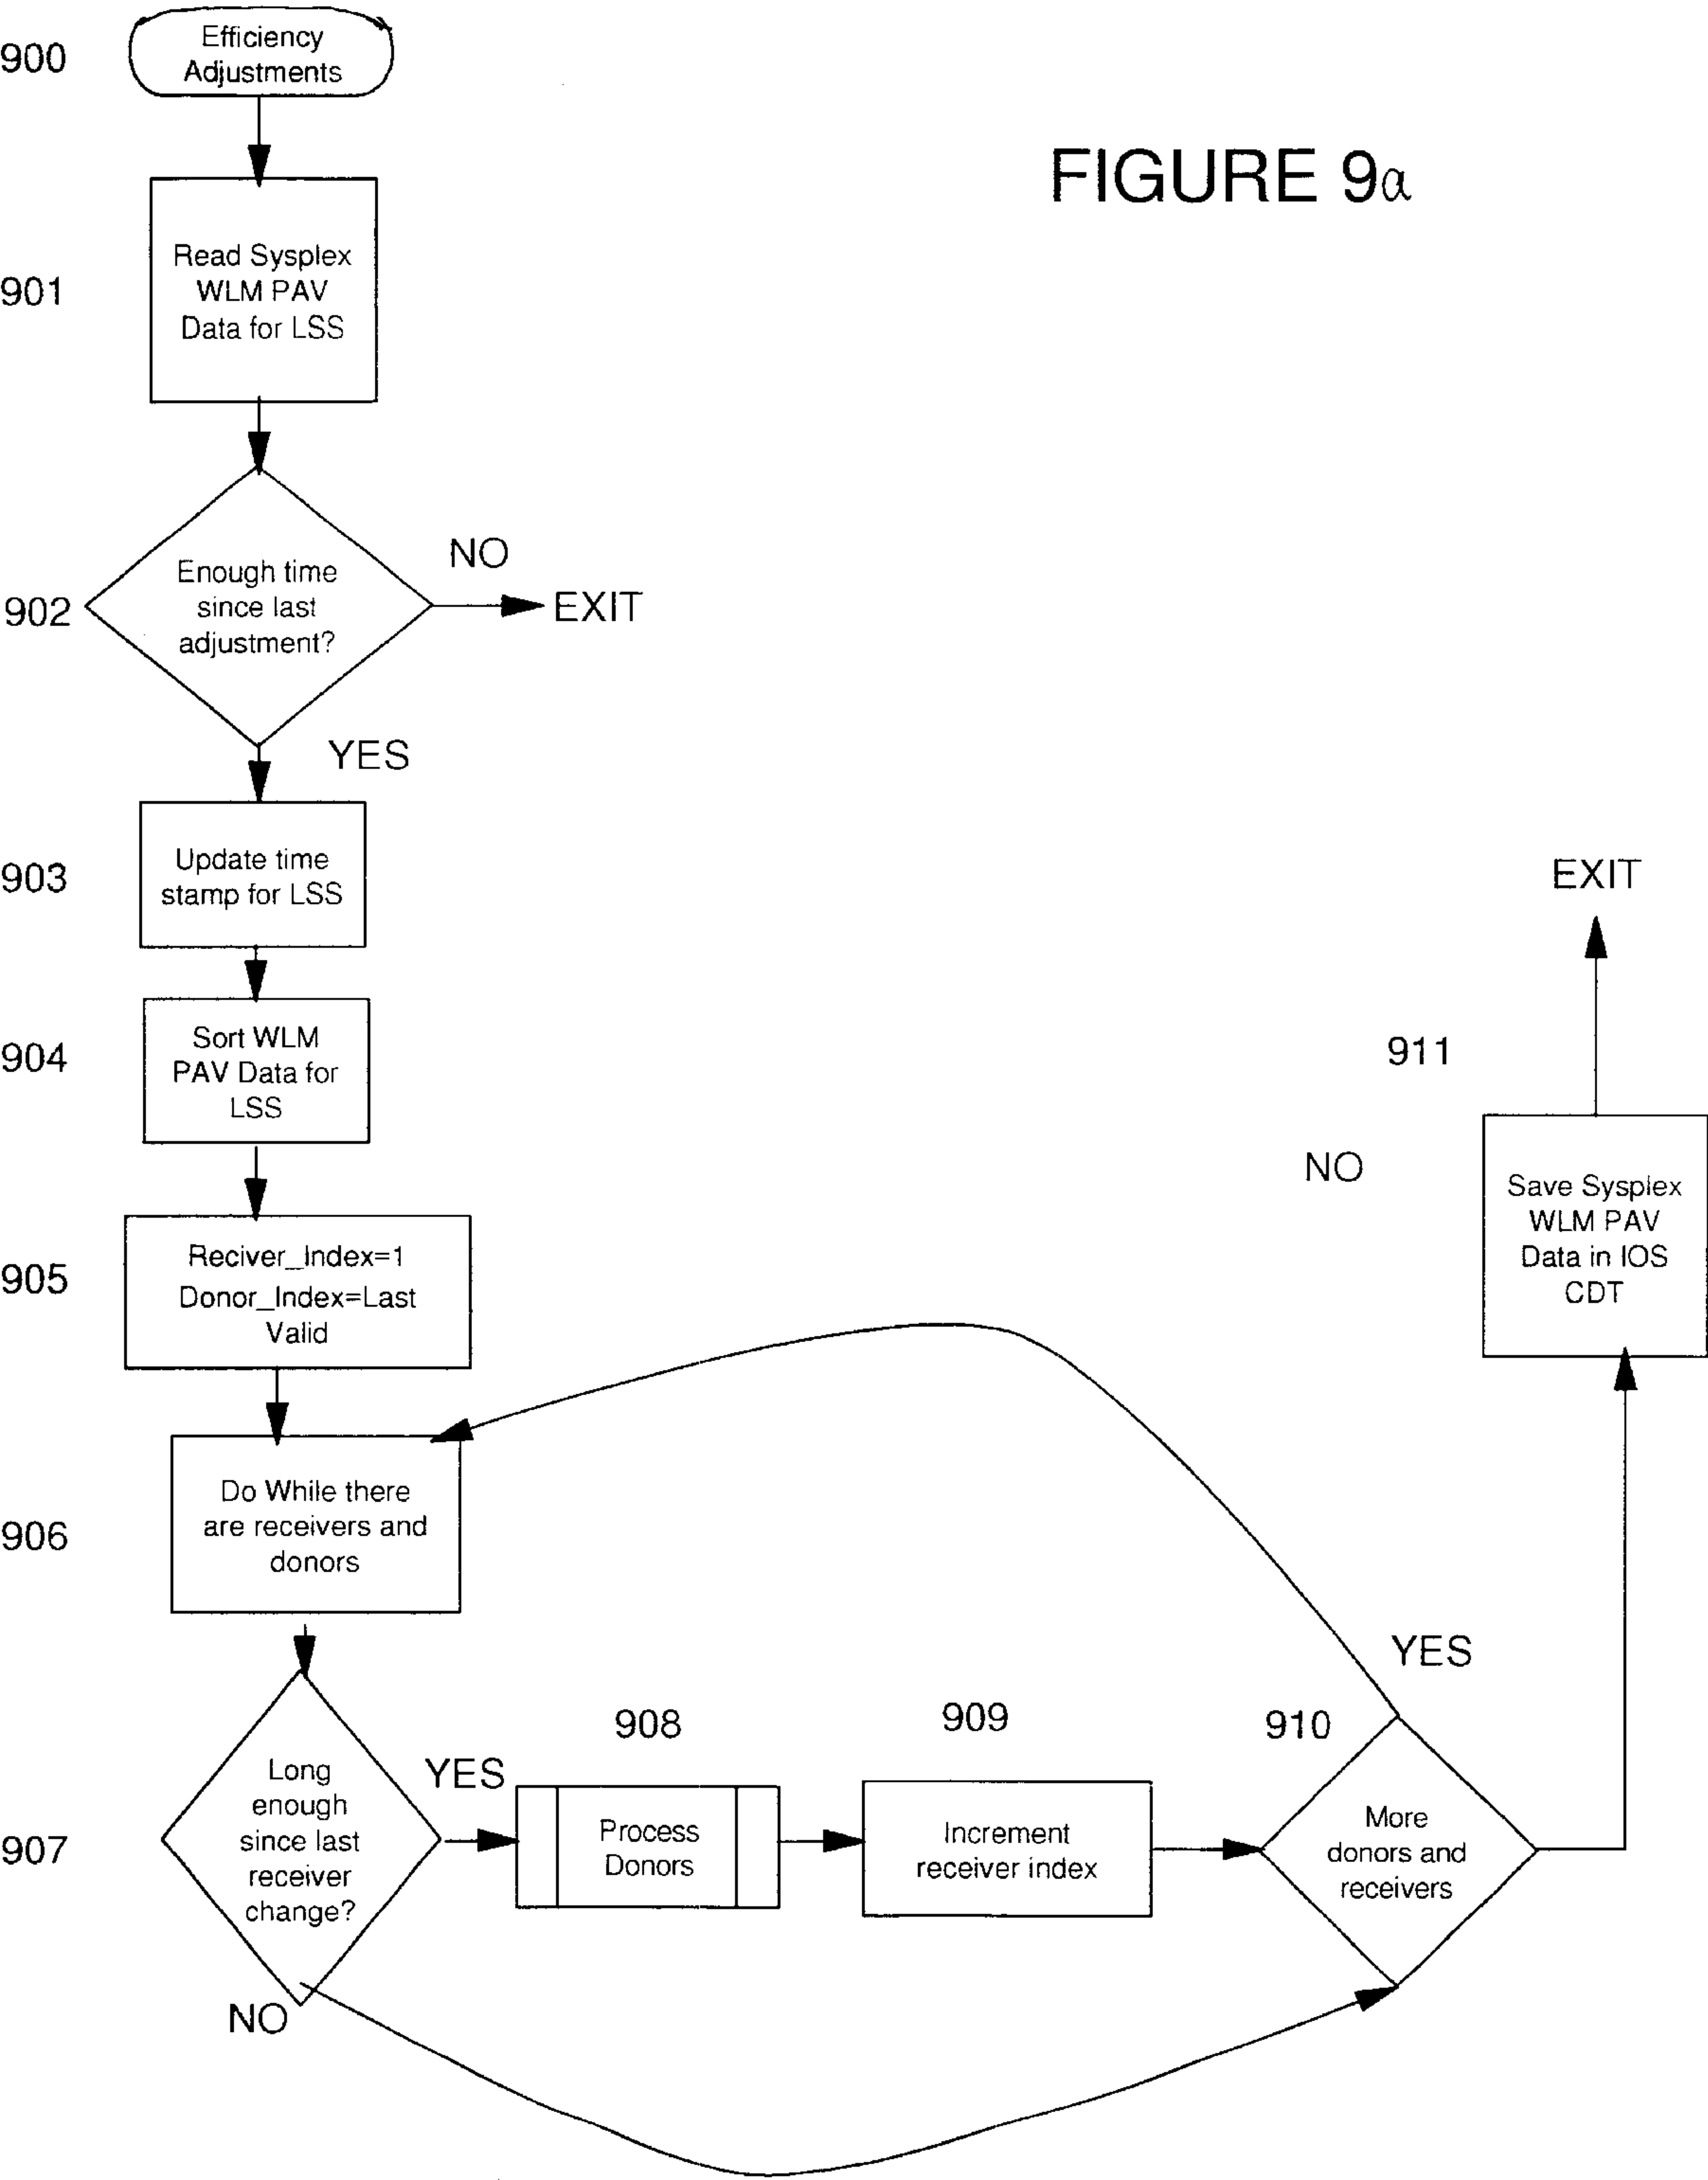 900
Efficiency
Adjustments
FIGURE 9a
901
Read Sysplex
WLM PAV
Data for LSS
902
Enough time
since last
adjustment?
NO
EXIT
YES
903
Update time
stamp for LSS
904
Sort WLM
PAV Data for
LSS
905
Reciver_Index=1
Donor_Index=Last
Valid
906
Do While there
are receivers and
donors
907
Long
enough
since last
receiver
change?
YES
NO
908
Process
Donors
909
Increment
receiver index
910
More
donors and
receivers
YES
NO
911
Save Sysplex
WLM PAV
Data in IOS
CDT
EXIT